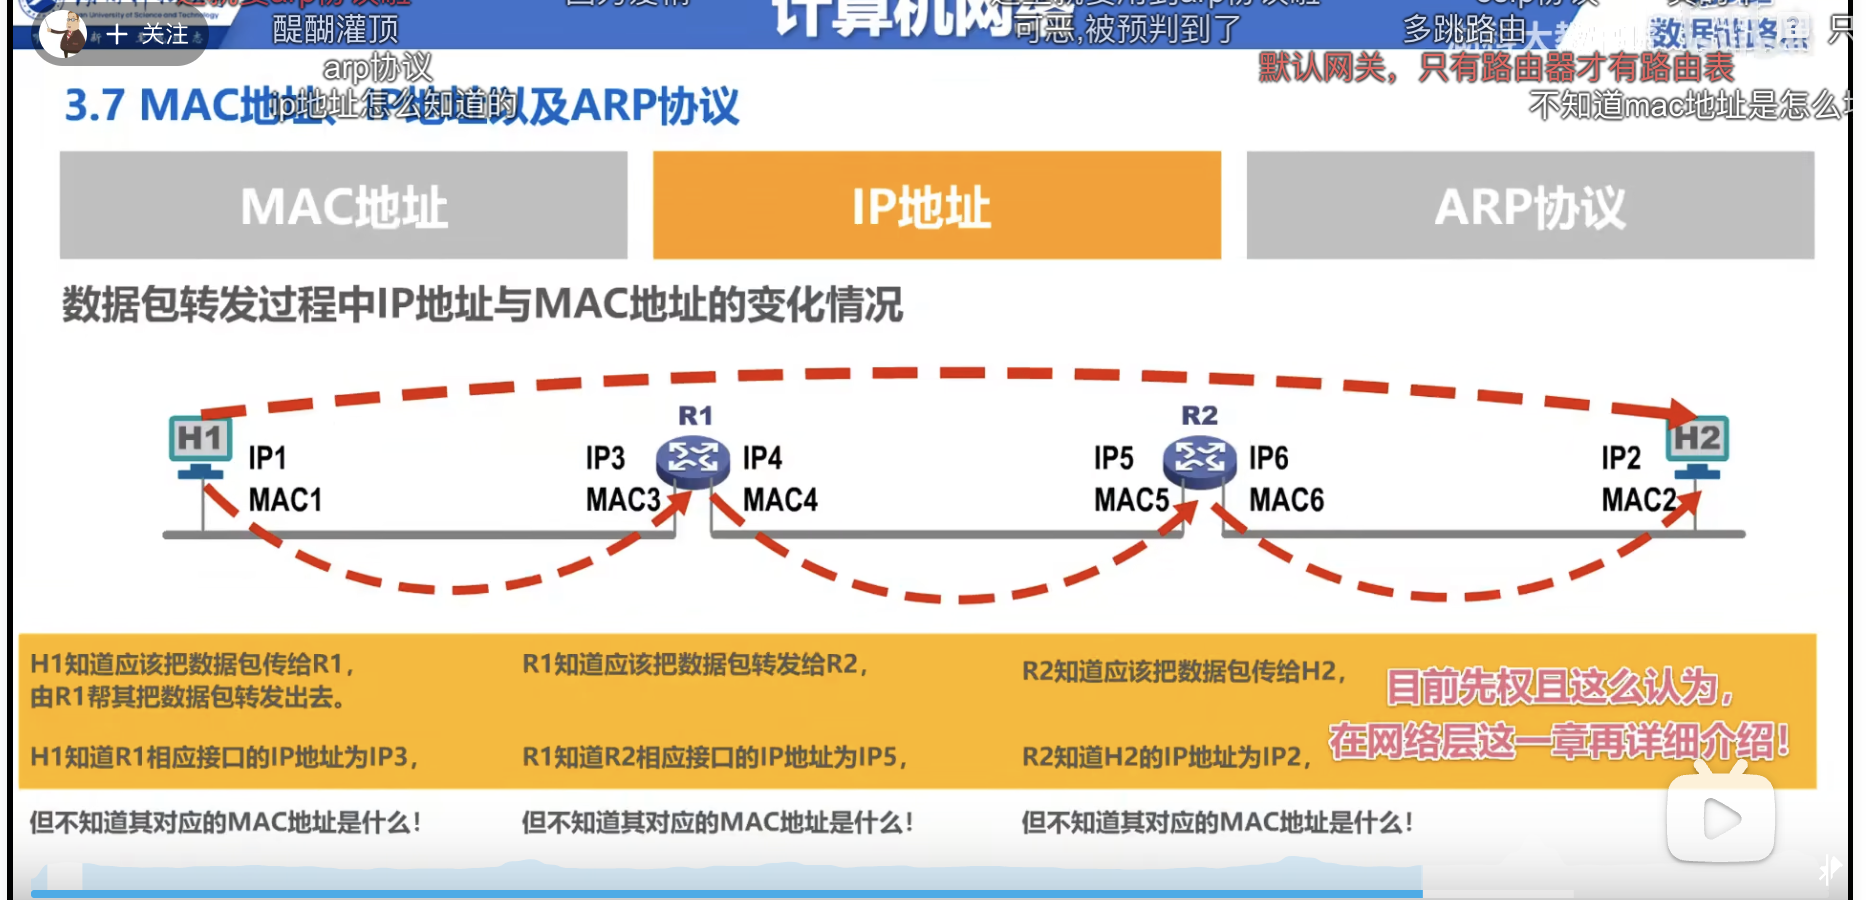 University of Science and Technology
计算机网络
+ 关注
醍醐灌顶
可恶,被预判到了
多跳路由
数据链路层
arp协议
默认网关，只有路由器才有路由表
3.7 MAC地址、IP地址以及ARP协议
ip地址怎么知道的
不知道mac地址是怎么
MAC地址
IP地址
ARP协议
数据包转发过程中IP地址与MAC地址的变化情况
R1
R2
H1
H2
IP1
IP3
IP4
IP5
IP6
IP2
MAC1
MAC3
MAC4
MAC5
MAC6
MAC2
H1知道应该把数据包传给R1，
由R1帮其把数据包转发出去。
H1知道R1相应接口的IP地址为IP3，
但不知道其对应的MAC地址是什么！
R1知道应该把数据包转发给R2，
R1知道R2相应接口的IP地址为IP5，
但不知道其对应的MAC地址是什么！
R2知道应该把数据包传给H2，
R2知道H2的IP地址为IP2，
但不知道其对应的MAC地址是什么！
目前先权且这么认为，
在网络层这一章再详细介绍！